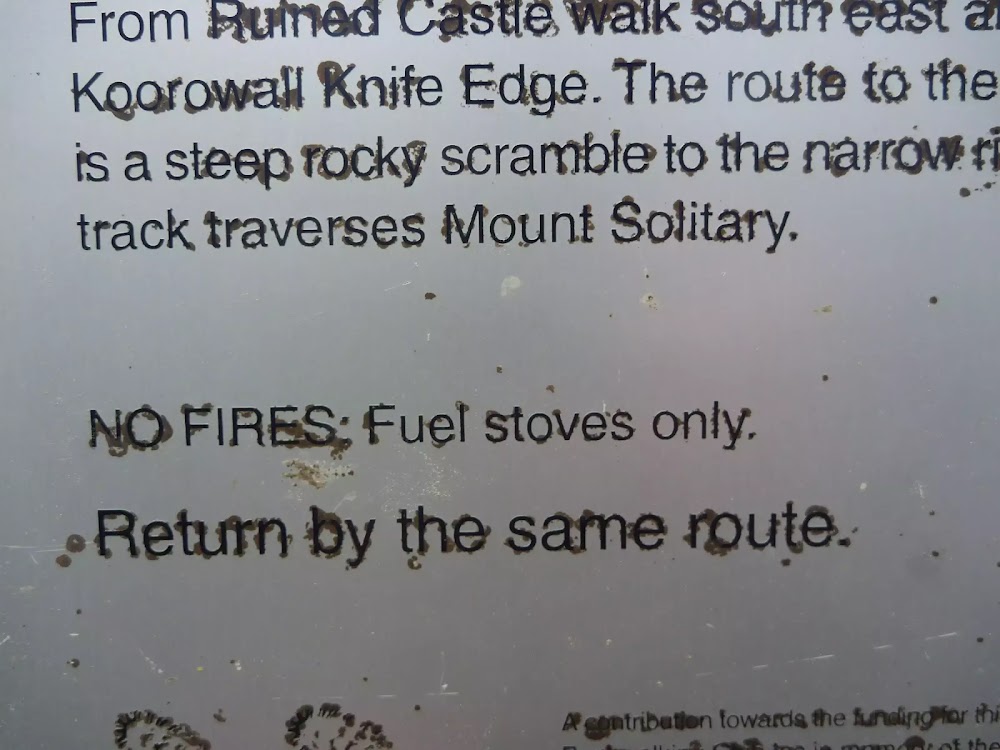 From Ruined Castle walk south east
Koorowall Knife Edge. The route to the
is a steep rocky scramble to the narrow
track traverses Mount Solitary.
NO FIRES: Fuel stoves only.
Return by the same route.
A contribution towards the funding for